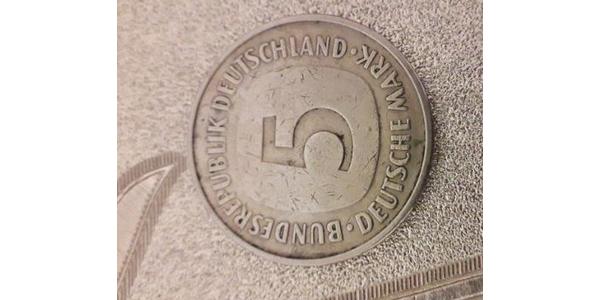 BUNDESREPUBLIK DEUTSCHLAND ·
5
DEUTSCHE MARK ·